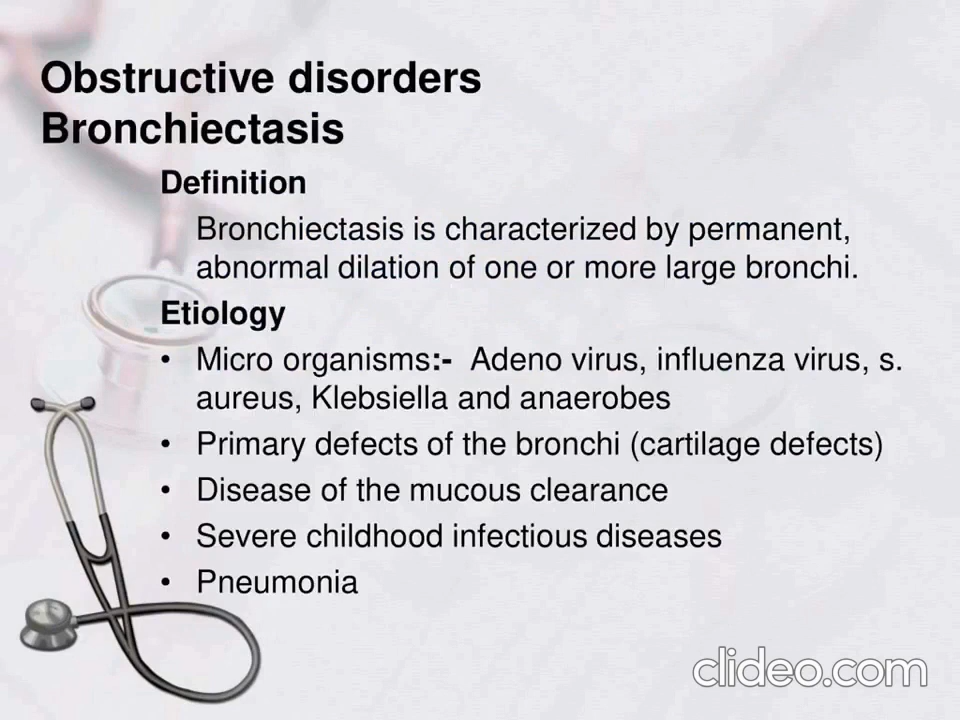 Obstructive disorders
Bronchiectasis
Definition
Bronchiectasis is characterized by permanent,
abnormal dilation of one or more large bronchi.
Etiology
• Micro organisms:- Adeno virus, influenza virus, s.
aureus, Klebsiella and anaerobes
• Primary defects of the bronchi (cartilage defects)
• Disease of the mucous clearance
• Severe childhood infectious diseases
• Pneumonia
clideo.com